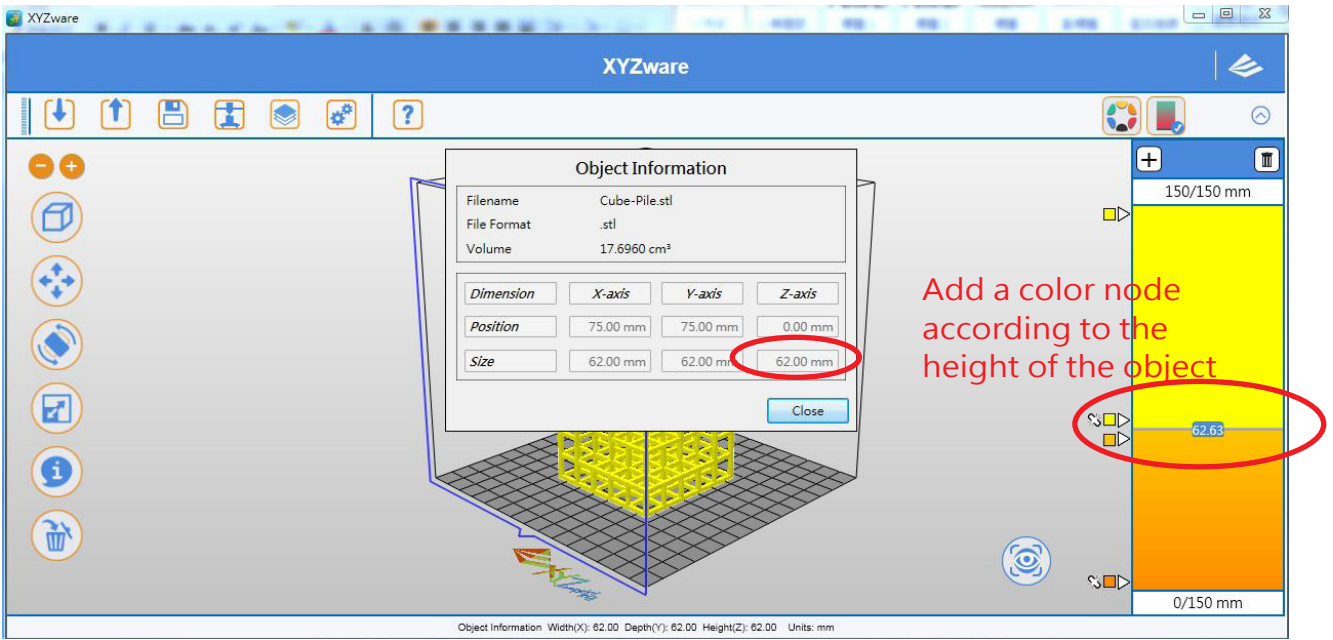 XYZware
XYZware
?
Object Information
Filename Cube-Pile.stl
File Format .stl
Volume 17.6960 cm³
Dimension X-axis Y-axis Z-axis
Position 75.00 mm 75.00 mm 0.00 mm
Size 62.00 mm 62.00 mm 62.00 mm
Close
150/150 mm
Add a color node
according to the
height of the object
62.63
0/150 mm
Object Information Width(X): 62.00 Depth(Y): 62.00 Height(Z): 62.00 Units: mm